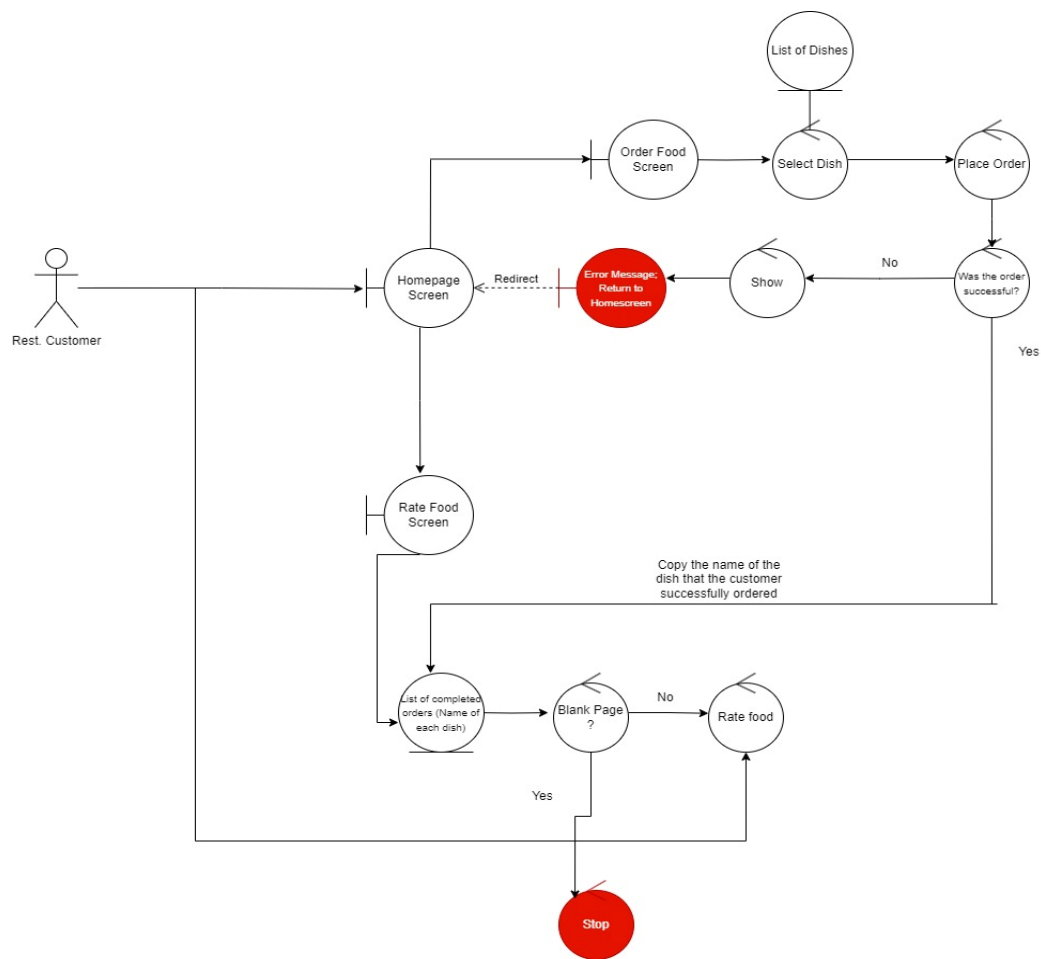 List of Dishes
Order Food
Screen
Select Dish
Place Order
Rest. Customer
Homepage
Screen
Redirect
Error Message;
Return to
Homescreen
Show
No
Was the order
successful?
Yes
Rate Food
Screen
Copy the name of the
dish that the customer
successfully ordered
List of completed
orders (Name of
each dish)
Blank Page
?
No
Rate food
Yes
Stop